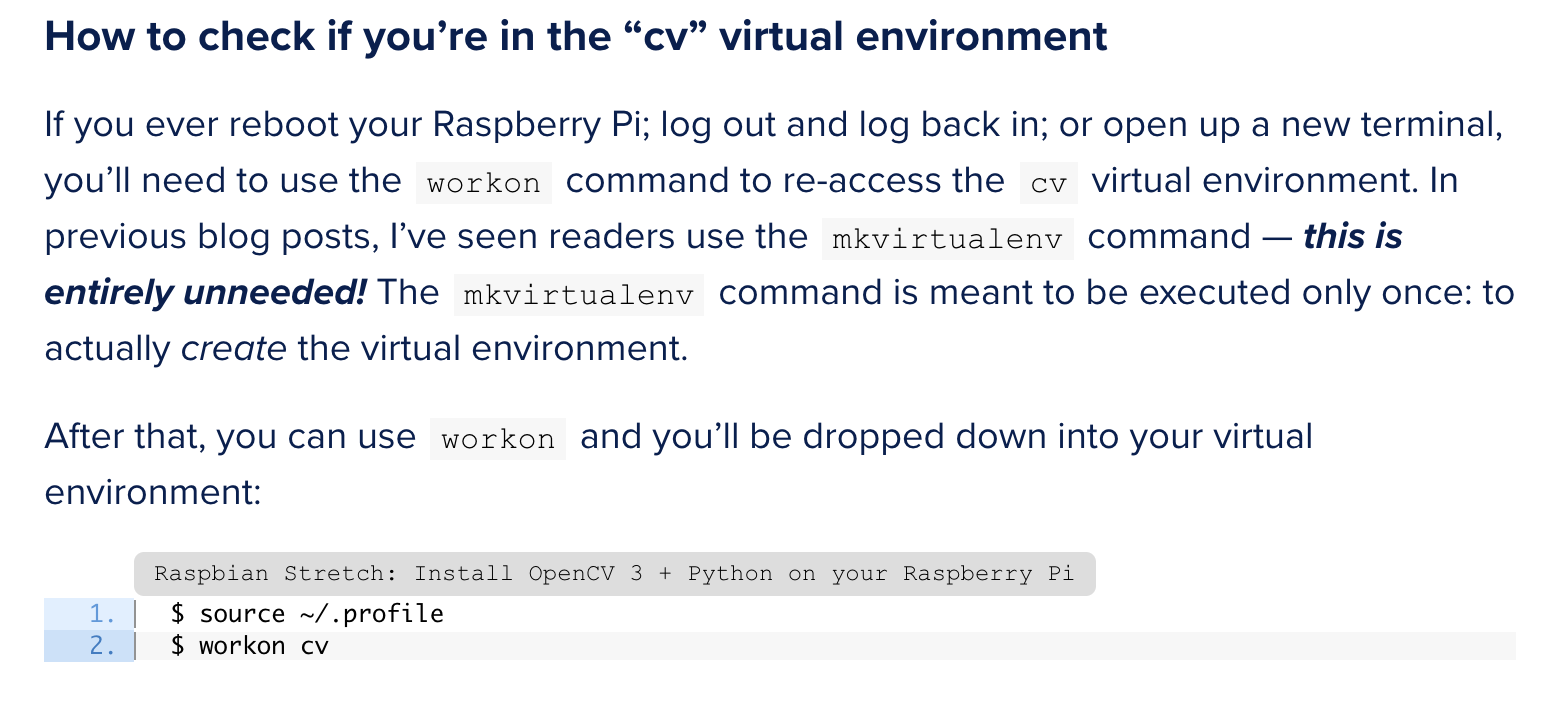 How to check if you’re in the “cv” virtual environment
If you ever reboot your Raspberry Pi; log out and log back in; or open up a new terminal,
you’ll need to use the workon command to re-access the cv virtual environment. In
previous blog posts, I’ve seen readers use the mkvirtualenv command — this is
entirely unneeded! The mkvirtualenv command is meant to be executed only once: to
actually create the virtual environment.
After that, you can use workon and you’ll be dropped down into your virtual
environment:
Raspbian Stretch: Install OpenCV 3 + Python on your Raspberry Pi
1. $ source ~/.profile
2. $ workon cv